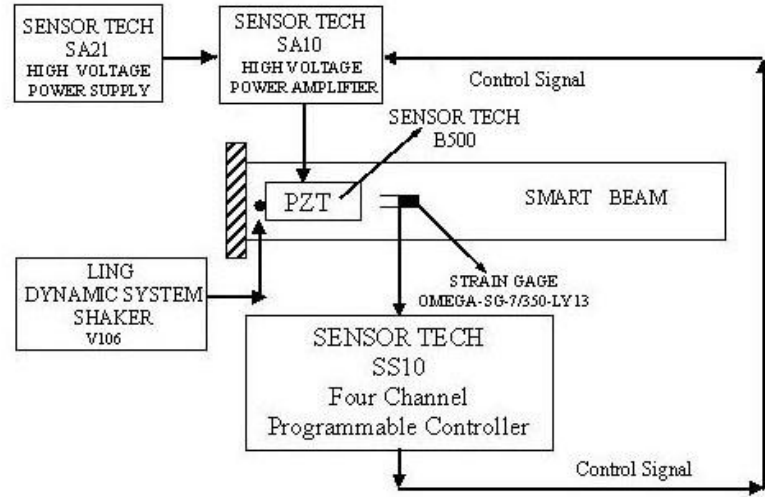 SENSOR TECH
SA21
HIGH VOLTAGE
POWER SUPPLY
SENSOR TECH
SA10
HIGH VOLTAGE
POWER AMPLIFIER
Control Signal
SENSOR TECH
B500
PZT
SMART BEAM
LING
DYNAMIC SYSTEM
SHAKER
V106
STRAIN GAGE
OMEGA-SG-7/350-LY13
SENSOR TECH
SS10
Four Channel
Programmable Controller
Control Signal